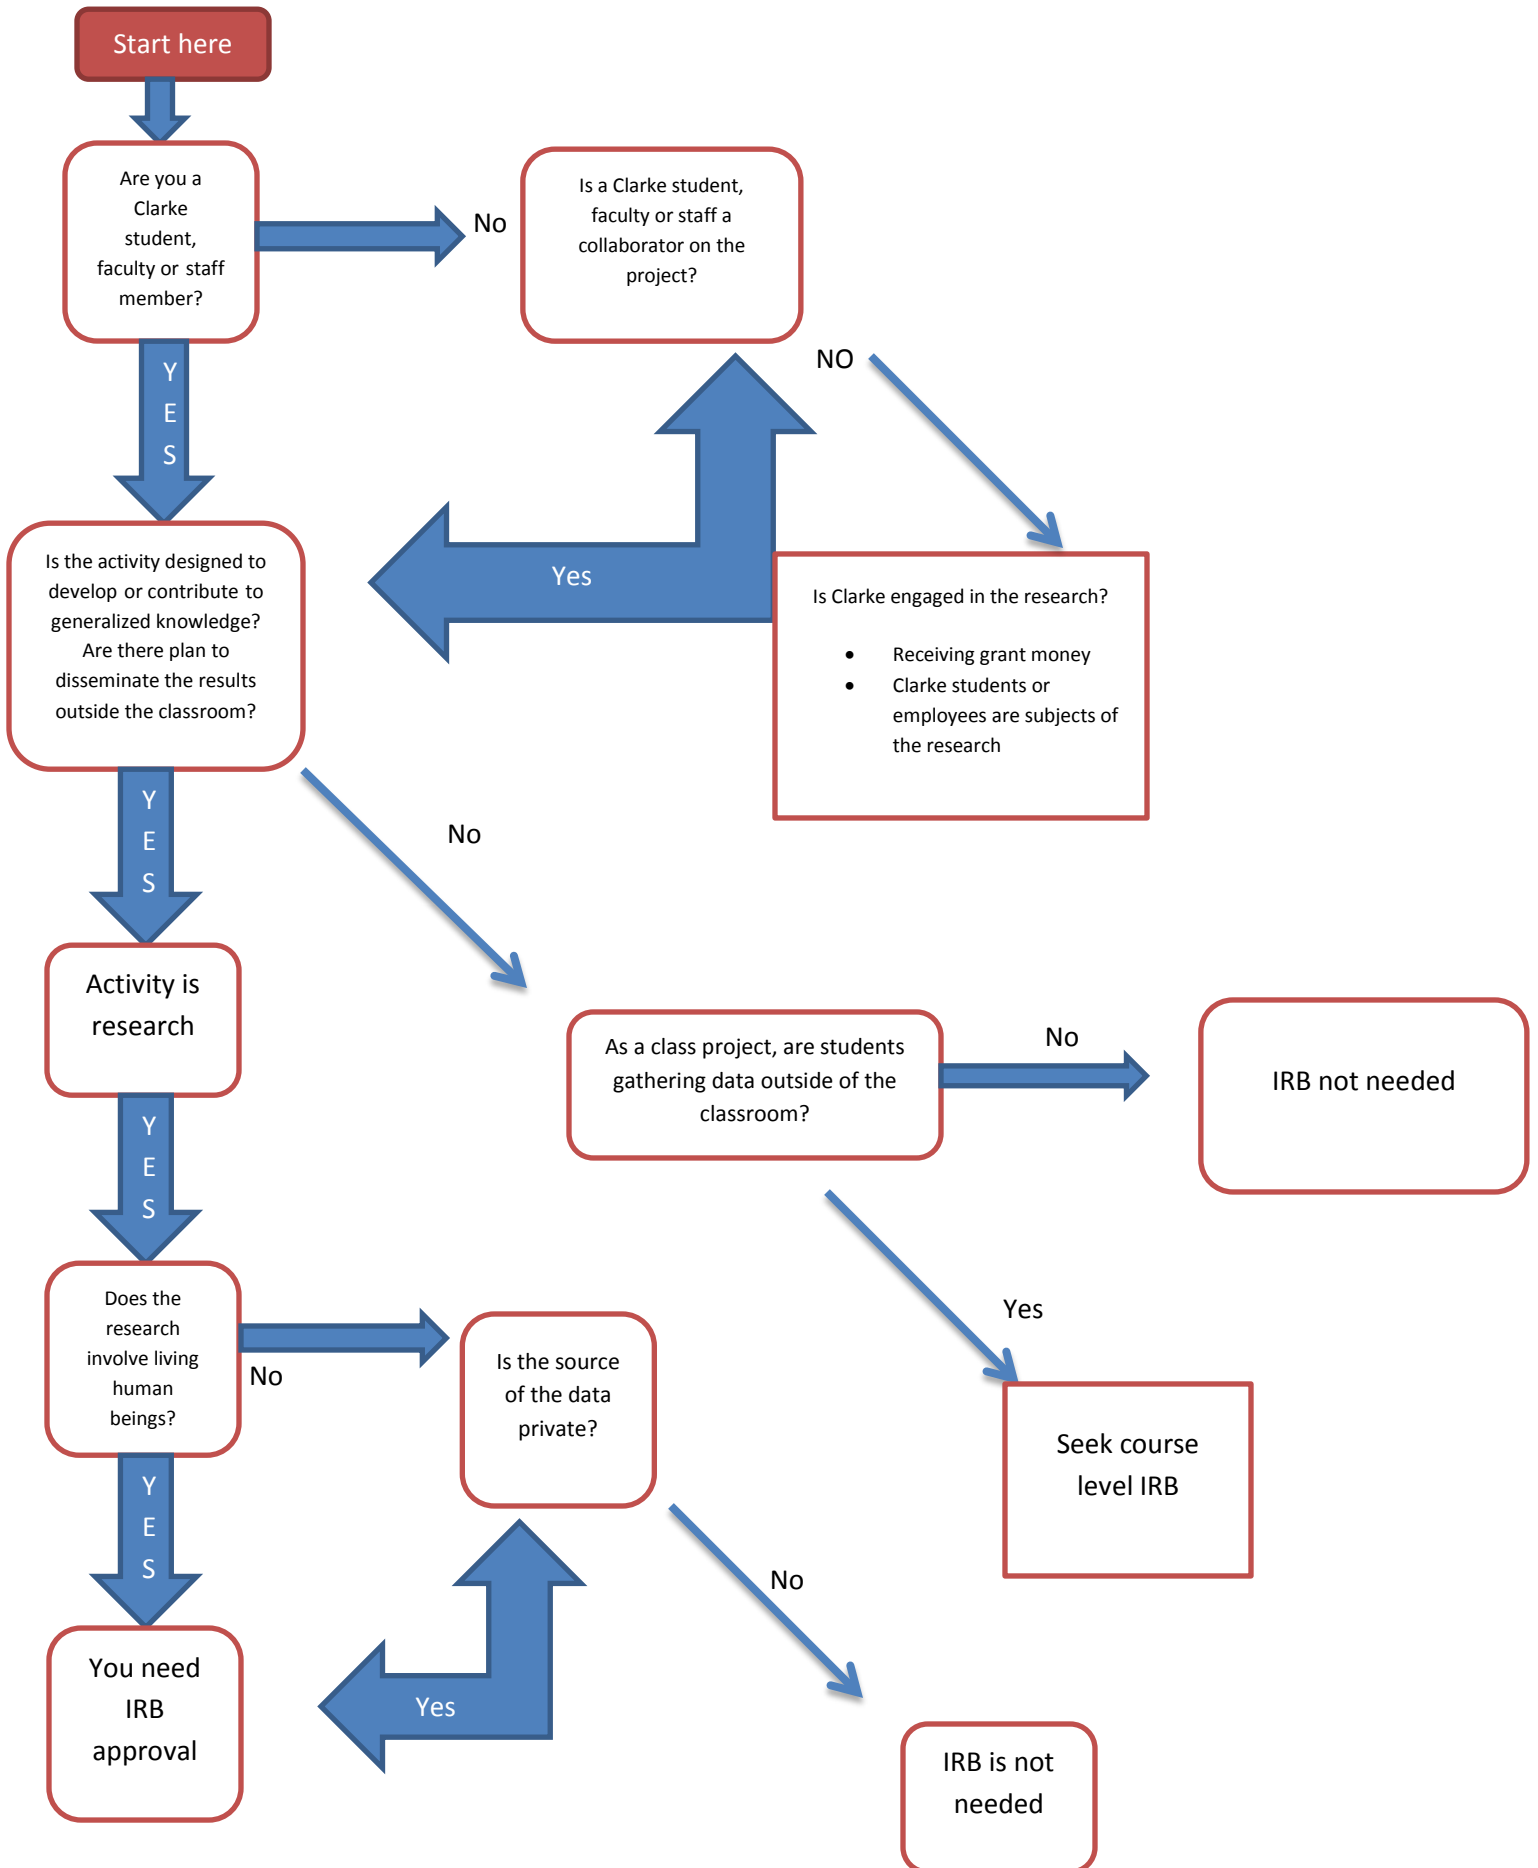 Start here
Are you a
Clarke
student,
faculty or staff
member?
No
Is a Clarke student,
faculty or staff a
collaborator on the
project?
Y
E
S
NO
Is the activity designed to
develop or contribute to
generalized knowledge?
Are there plan to
disseminate the results
outside the classroom?
Yes
Is Clarke engaged in the research?
• Receiving grant money
• Clarke students or
employees are subjects of
the research
Y
E
S
No
Activity is
research
As a class project, are students
gathering data outside of the
classroom?
No
IRB not needed
Y
E
S
Yes
Does the
research
involve living
human
beings?
No
Is the source
of the data
private?
Seek course
level IRB
Y
E
S
No
You need
IRB
approval
Yes
IRB is not
needed